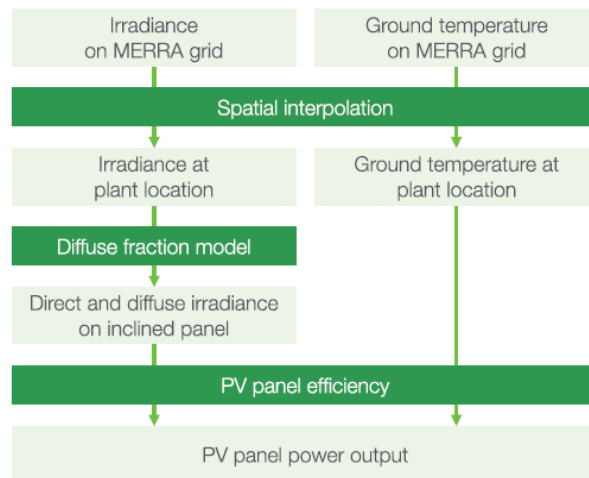 Irradiance
on MERRA grid
Ground temperature
on MERRA grid
Spatial interpolation
Irradiance at
plant location
Ground temperature at
plant location
Diffuse fraction model
Direct and diffuse irradiance
on inclined panel
PV panel efficiency
PV panel power output